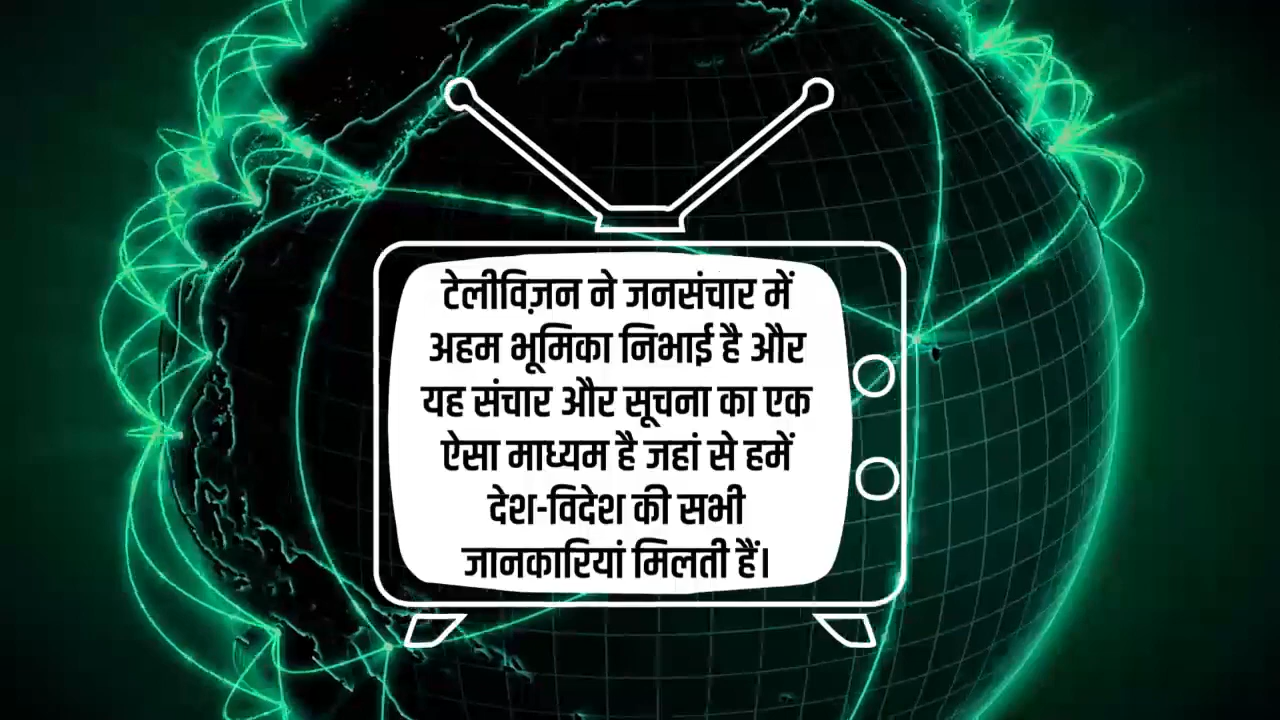 टेलीविज़न ने जनसंचार में
अहम भूमिका निभाई है और
यह संचार और सूचना का एक
ऐसा माध्यम है जहां से हमें
देश-विदेश की सभी
जानकारियां मिलती हैं।